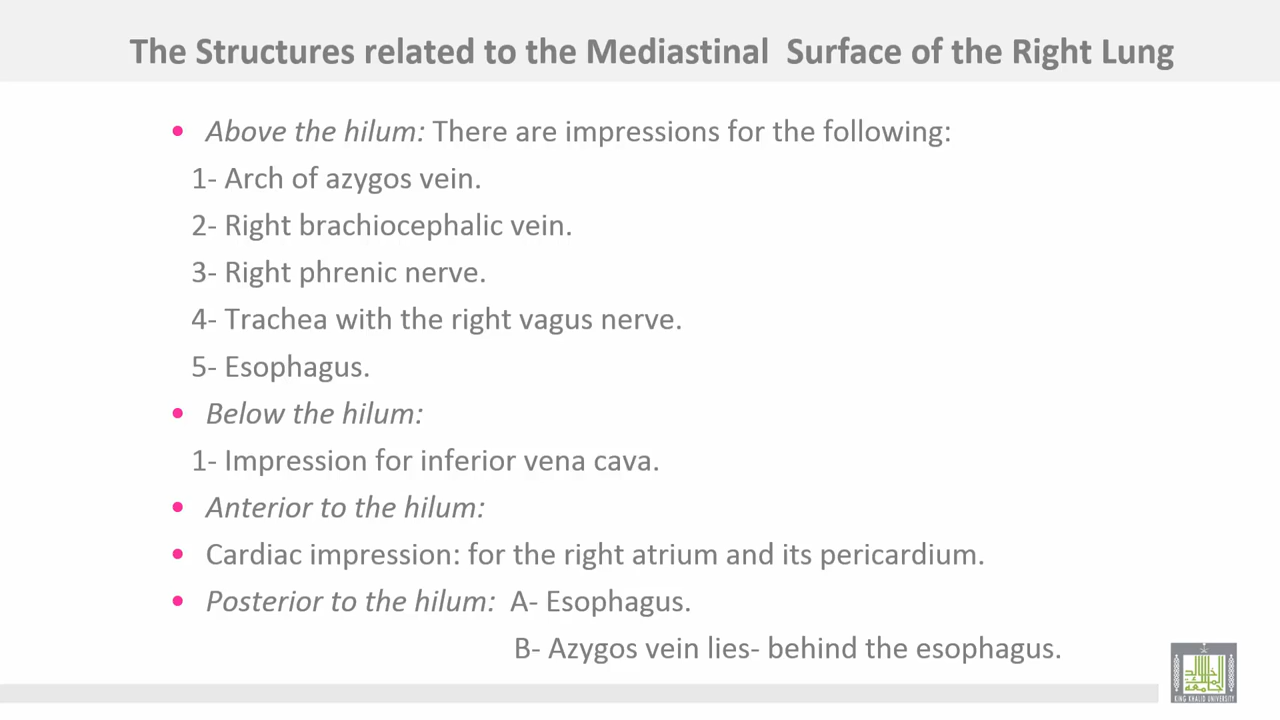 The Structures related to the Mediastinal Surface of the Right Lung
• Above the hilum: There are impressions for the following:
1- Arch of azygos vein.
2- Right brachiocephalic vein.
3- Right phrenic nerve.
4- Trachea with the right vagus nerve.
5- Esophagus.
• Below the hilum:
1- Impression for inferior vena cava.
• Anterior to the hilum:
• Cardiac impression: for the right atrium and its pericardium.
• Posterior to the hilum: A- Esophagus.
B- Azygos vein lies- behind the esophagus.
KING KHALID UNIVERSITY